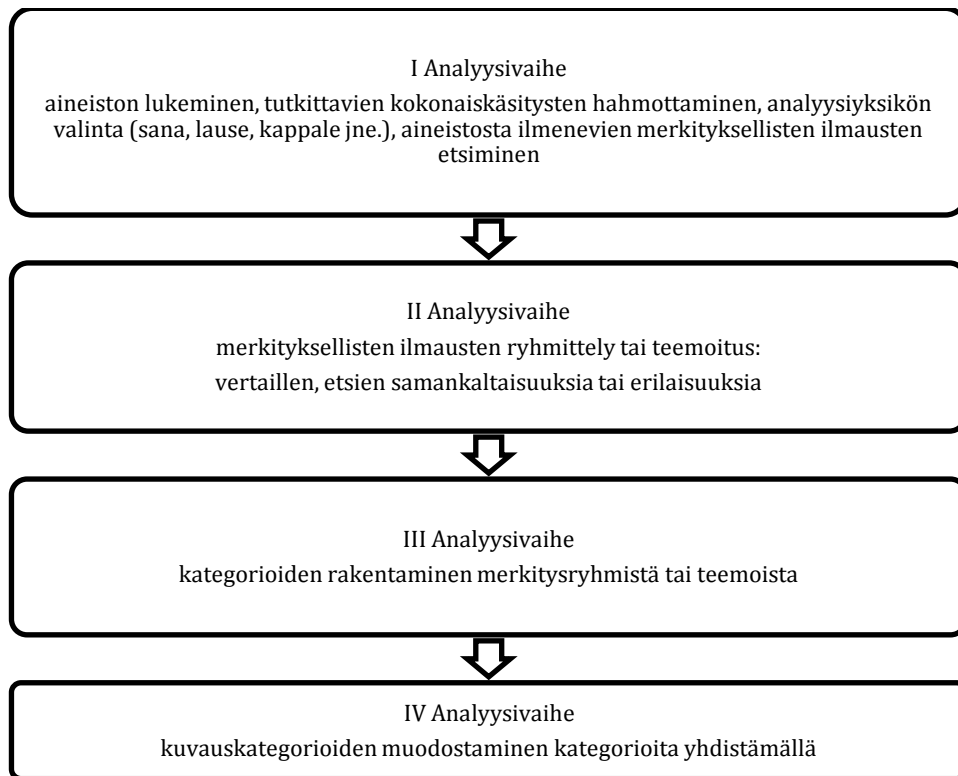 I Analyysivaihe
aineiston lukeminen, tutkittavien kokonaiskäsitysten hahmottaminen, analyysiyksikön
valinta (sana, lause, kappale jne.), aineistosta ilmenevien merkityksellisten ilmausten
etsiminen
II Analyysivaihe
merkityksellisten ilmausten ryhmittely tai teemoitus:
vertaillen, etsien samankaltaisuuksia tai erilaisuuksia
III Analyysivaihe
kategorioiden rakentaminen merkitysryhmistä tai teemoista
IV Analyysivaihe
kuvauskategorioiden muodostaminen kategorioita yhdistämällä